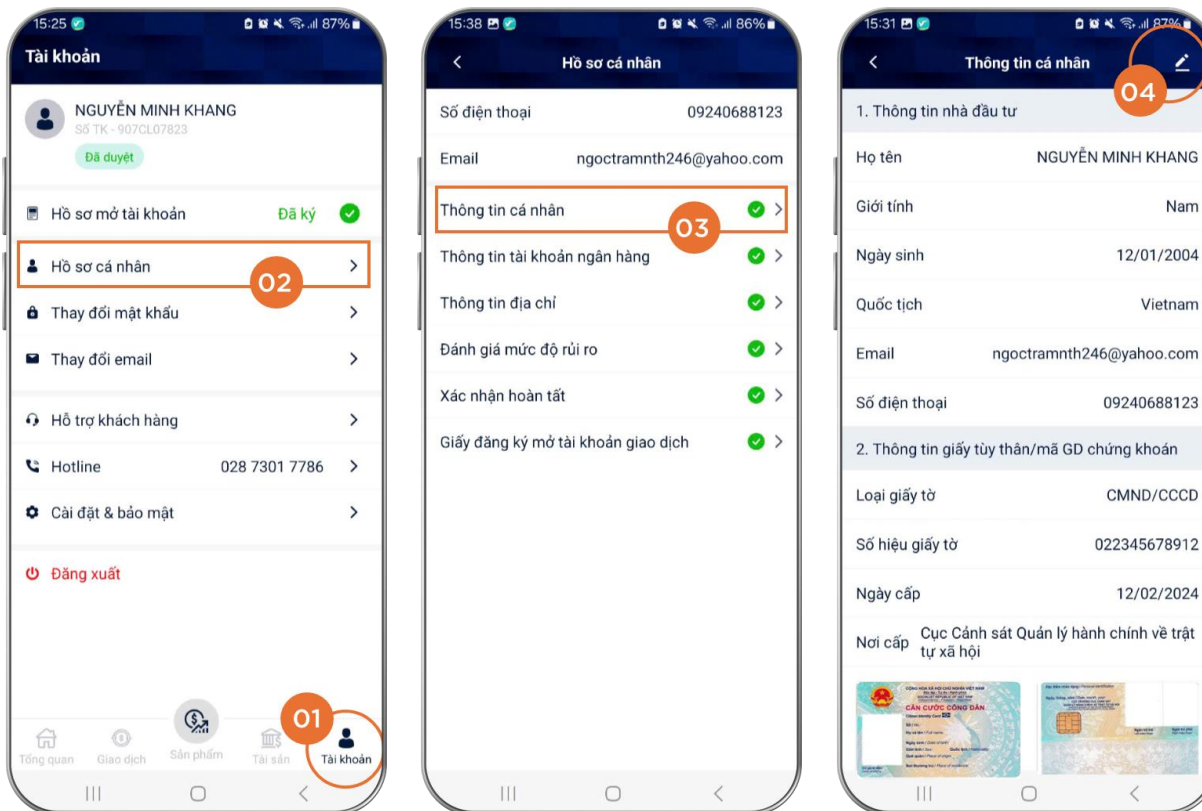 15:25
87%
Tài khoản
NGUYỄN MINH KHANG
Số TK - 907CL07823
Đã duyệt
Hồ sơ mở tài khoản Đã ký
Hồ sơ cá nhân
02
Thay đổi mật khẩu
Thay đổi email
Hỗ trợ khách hàng
Hotline 028 7301 7786
Cài đặt & bảo mật
Đăng xuất
01
Tổng quan Giao dịch Sản phẩm Tài sản Tài khoản
15:38
86%
Hồ sơ cá nhân
Số điện thoại 09240688123
Email ngoctramnth246@yahoo.com
Thông tin cá nhân
03
Thông tin tài khoản ngân hàng
Thông tin địa chỉ
Đánh giá mức độ rủi ro
Xác nhận hoàn tất
Giấy đăng ký mở tài khoản giao dịch
15:31
87%
Thông tin cá nhân
04
1. Thông tin nhà đầu tư
Họ tên NGUYỄN MINH KHANG
Giới tính Nam
Ngày sinh 12/01/2004
Quốc tịch Vietnam
Email ngoctramnth246@yahoo.com
Số điện thoại 09240688123
2. Thông tin giấy tùy thân/mã GD chứng khoán
Loại giấy tờ CMND/CCCD
Số hiệu giấy tờ 022345678912
Ngày cấp 12/02/2024
Nơi cấp Cục Cảnh sát Quản lý hành chính về trật
tự xã hội
CĂN CƯỚC CÔNG DÂN